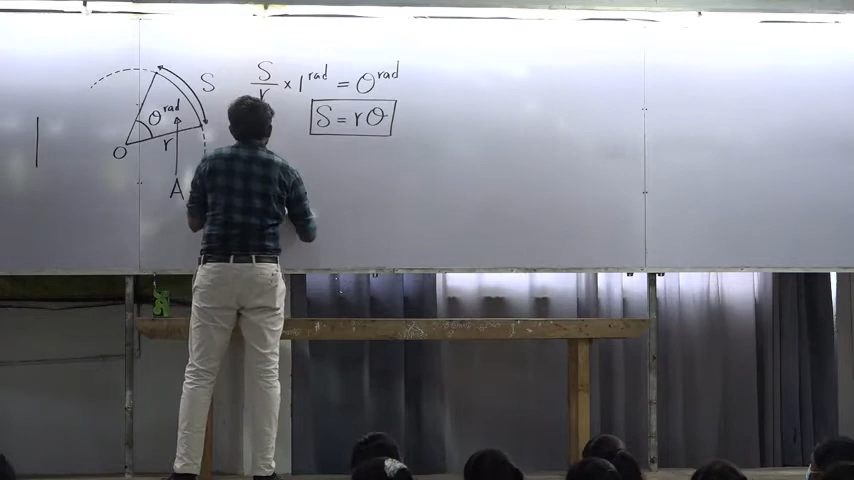 S
S/r × 1^rad = θ^rad
S = rθ
θ^rad
r
O
A